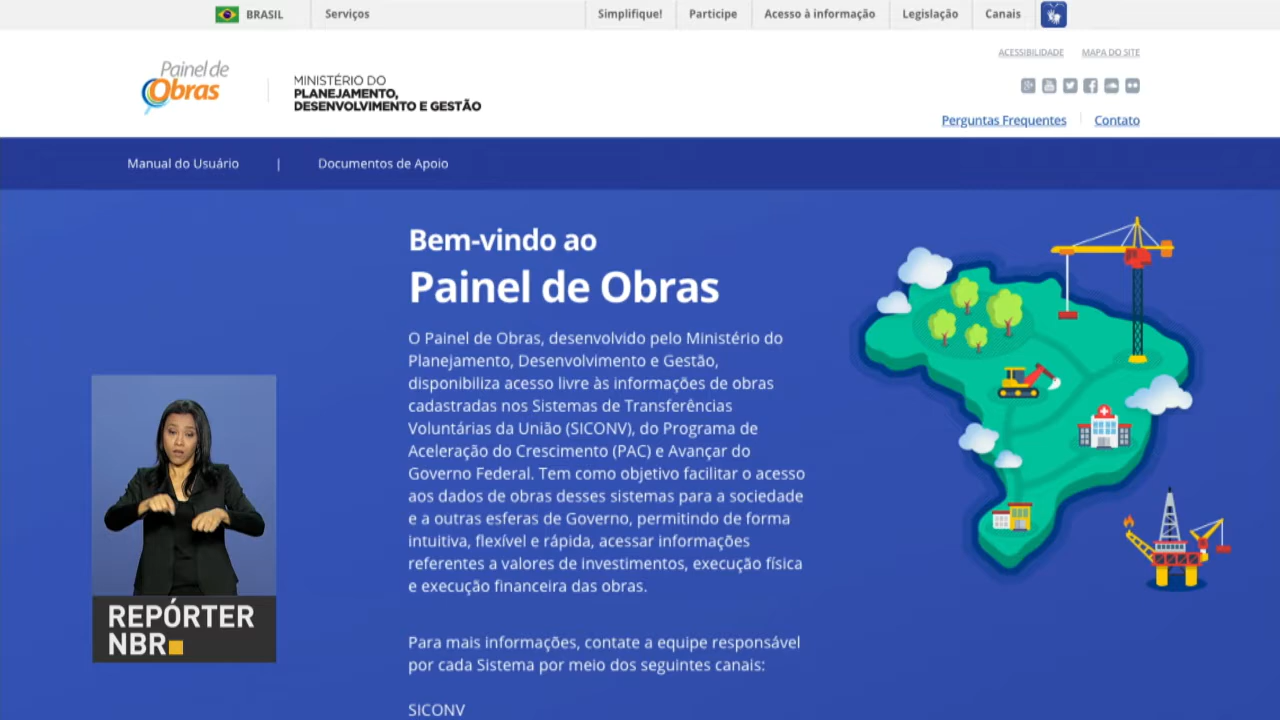 BRASIL
Serviços
Simplifique!
Participe
Acesso à informação
Legislação
Canais
ACESSIBILIDADE
MAPA DO SITE
Painel de
Obras
MINISTÉRIO DO
PLANEJAMENTO,
DESENVOLVIMENTO E GESTÃO
Perguntas Frequentes
Contato
Manual do Usuário | Documentos de Apoio
Bem-vindo ao
Painel de Obras
O Painel de Obras, desenvolvido pelo Ministério do
Planejamento, Desenvolvimento e Gestão,
disponibiliza acesso livre às informações de obras
cadastradas nos Sistemas de Transferências
Voluntárias da União (SICONV), do Programa de
Aceleração do Crescimento (PAC) e Avançar do
Governo Federal. Tem como objetivo facilitar o acesso
aos dados de obras desses sistemas para a sociedade
e a outras esferas de Governo, permitindo de forma
intuitiva, flexível e rápida, acessar informações
referentes a valores de investimentos, execução física
e execução financeira das obras.
Para mais informações, contate a equipe responsável
por cada Sistema por meio dos seguintes canais:
SICONV
REPÓRTER
NBR